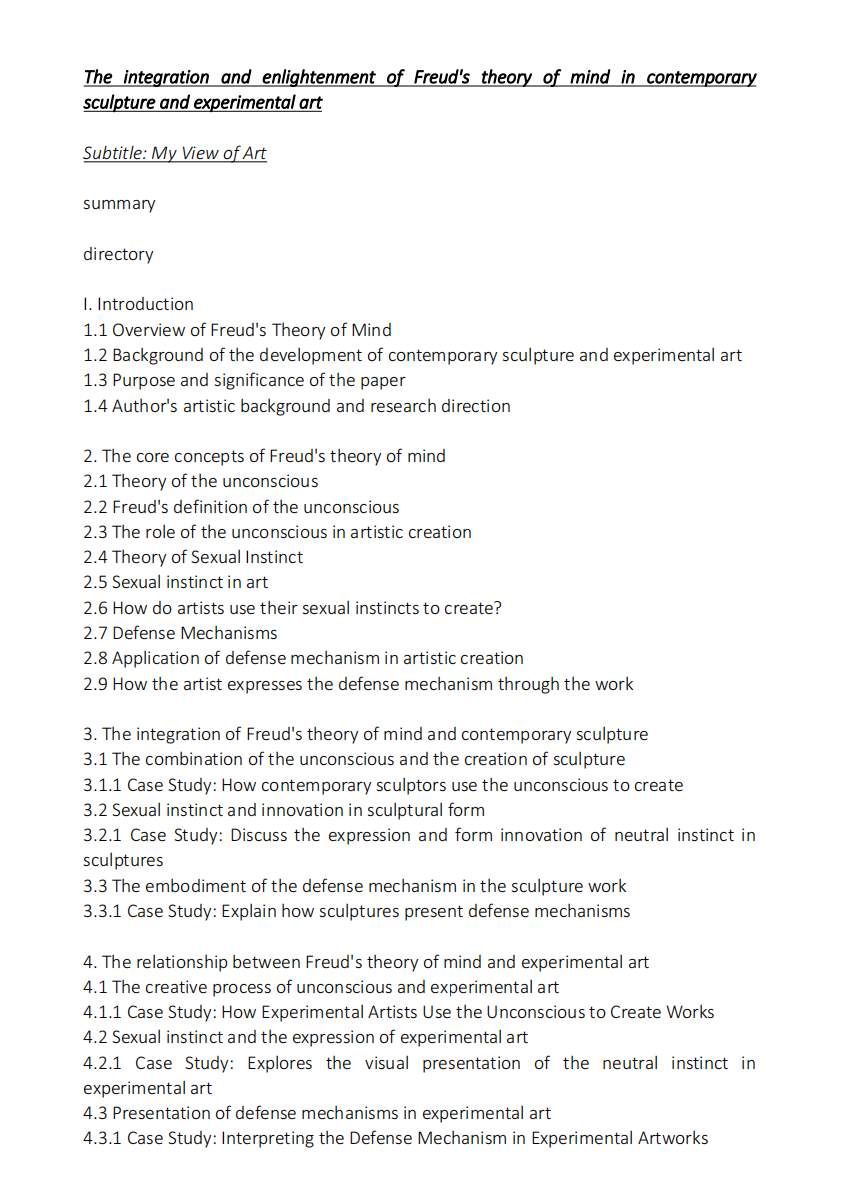 The integration and enlightenment of Freud's theory of mind in contemporary
sculpture and experimental art
Subtitle: My View of Art
summary
directory
I. Introduction
1.1 Overview of Freud's Theory of Mind
1.2 Background of the development of contemporary sculpture and experimental art
1.3 Purpose and significance of the paper
1.4 Author's artistic background and research direction
2. The core concepts of Freud's theory of mind
2.1 Theory of the unconscious
2.2 Freud's definition of the unconscious
2.3 The role of the unconscious in artistic creation
2.4 Theory of Sexual Instinct
2.5 Sexual instinct in art
2.6 How do artists use their sexual instincts to create?
2.7 Defense Mechanisms
2.8 Application of defense mechanism in artistic creation
2.9 How the artist expresses the defense mechanism through the work
3. The integration of Freud's theory of mind and contemporary sculpture
3.1 The combination of the unconscious and the creation of sculpture
3.1.1 Case Study: How contemporary sculptors use the unconscious to create
3.2 Sexual instinct and innovation in sculptural form
3.2.1 Case Study: Discuss the expression and form innovation of neutral instinct in
sculptures
3.3 The embodiment of the defense mechanism in the sculpture work
3.3.1 Case Study: Explain how sculptures present defense mechanisms
4. The relationship between Freud's theory of mind and experimental art
4.1 The creative process of unconscious and experimental art
4.1.1 Case Study: How Experimental Artists Use the Unconscious to Create Works
4.2 Sexual instinct and the expression of experimental art
4.2.1 Case Study: Explores the visual presentation of the neutral instinct in
experimental art
4.3 Presentation of defense mechanisms in experimental art
4.3.1 Case Study: Interpreting the Defense Mechanism in Experimental Artworks